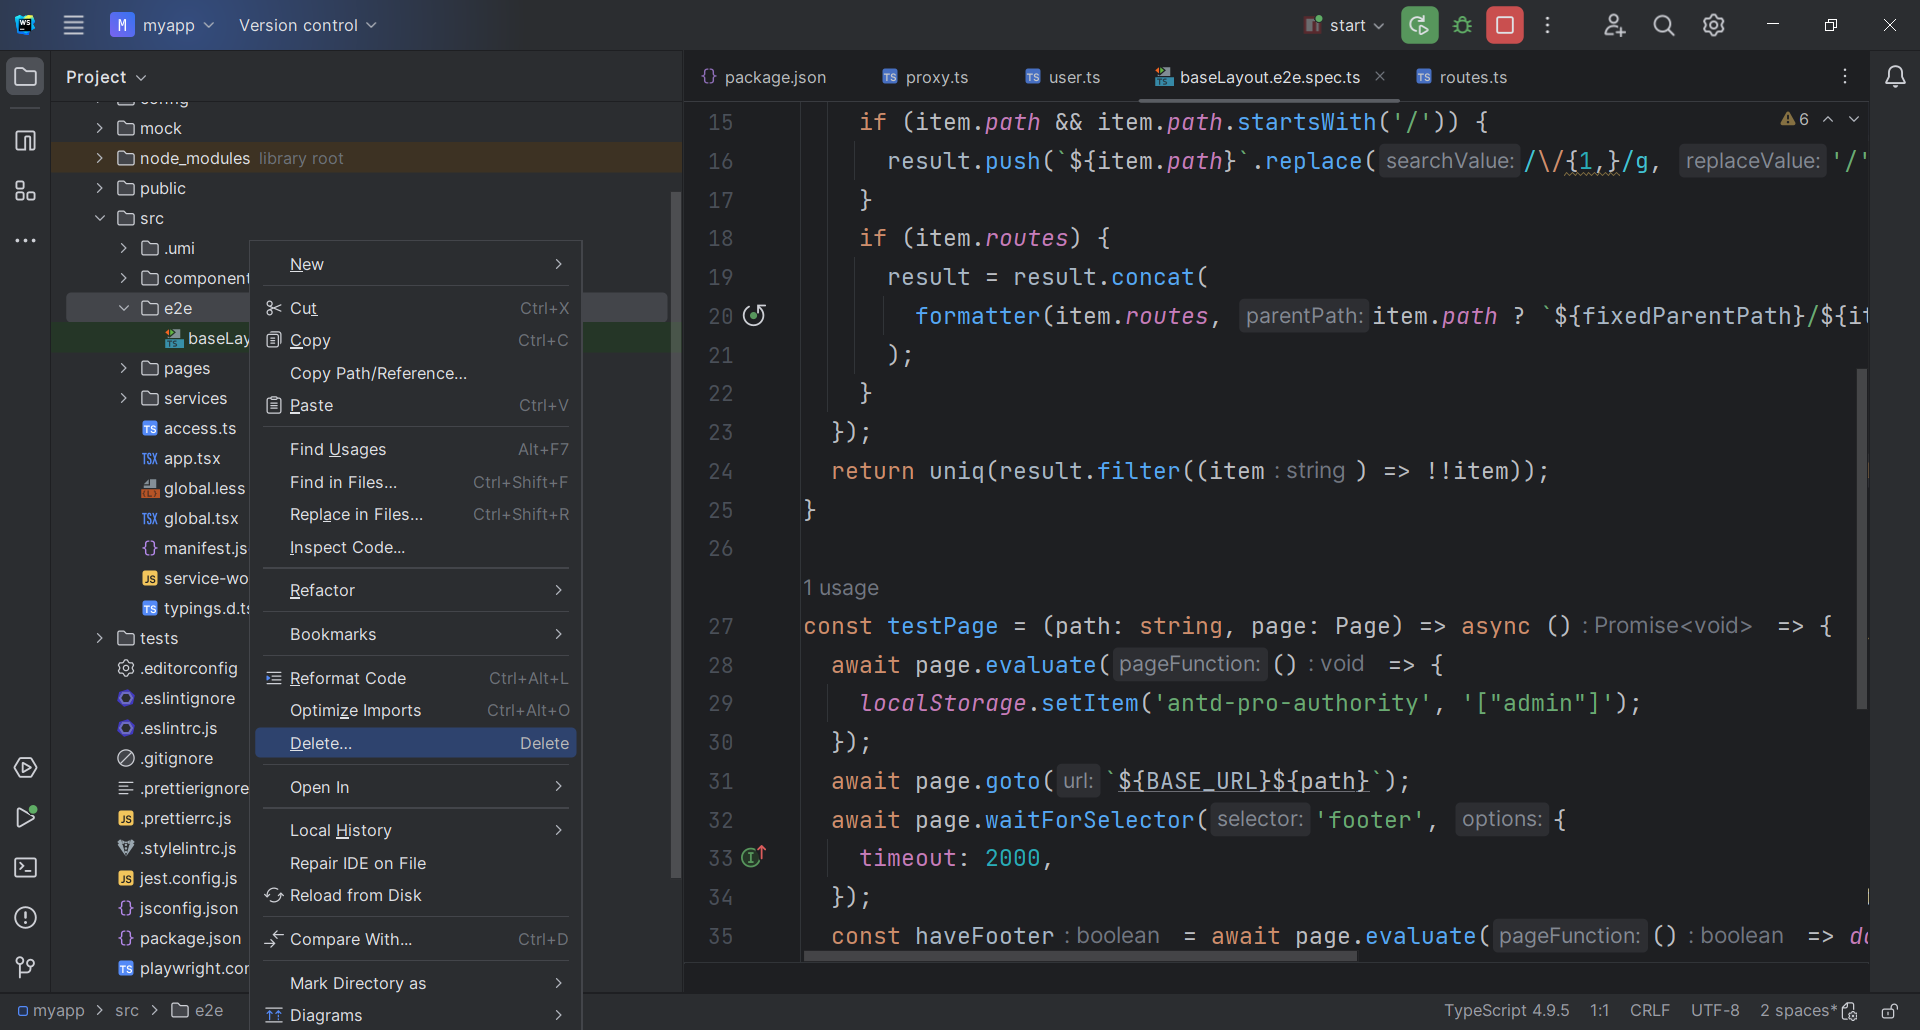 M myapp Version control start
Project
package.json proxy.ts user.ts baseLayout.e2e.spec.ts routes.ts
config
mock
node_modules library root
public
src
.umi
component
e2e
baseLay
pages
services
access.ts
app.tsx
global.less
global.tsx
manifest.js
service-wo
typings.d.ts
tests
.editorconfig
.eslintignore
.eslintrc.js
.gitignore
.prettierignore
.prettierrc.js
.stylelintrc.js
jest.config.js
jsconfig.json
package.json
playwright.con
New
Cut Ctrl+X
Copy Ctrl+C
Copy Path/Reference...
Paste Ctrl+V
Find Usages Alt+F7
Find in Files... Ctrl+Shift+F
Replace in Files... Ctrl+Shift+R
Inspect Code...
Refactor
Bookmarks
Reformat Code Ctrl+Alt+L
Optimize Imports Ctrl+Alt+O
Delete... Delete
Open In
Local History
Repair IDE on File
Reload from Disk
Compare With... Ctrl+D
Mark Directory as
Diagrams
6
15 if (item.path && item.path.startsWith('/')) {
16 result.push(`${item.path}`.replace( searchValue: /\/{1,}/g, replaceValue: '/'
17 }
18 if (item.routes) {
19 result = result.concat(
20 formatter(item.routes, parentPath: item.path ? `${fixedParentPath}/${it
21 );
22 }
23 });
24 return uniq(result.filter((item : string ) => !!item));
25 }
26
1 usage
27 const testPage = (path: string, page: Page) => async () : Promise<void> => {
28 await page.evaluate( pageFunction: () : void => {
29 localStorage.setItem('antd-pro-authority', '["admin"]');
30 });
31 await page.goto( url: `${BASE_URL}${path}`);
32 await page.waitForSelector( selector: 'footer', options: {
33 timeout: 2000,
34 });
35 const haveFooter : boolean = await page.evaluate( pageFunction: () : boolean => do
myapp > src > e2e
TypeScript 4.9.5 1:1 CRLF UTF-8 2 spaces*